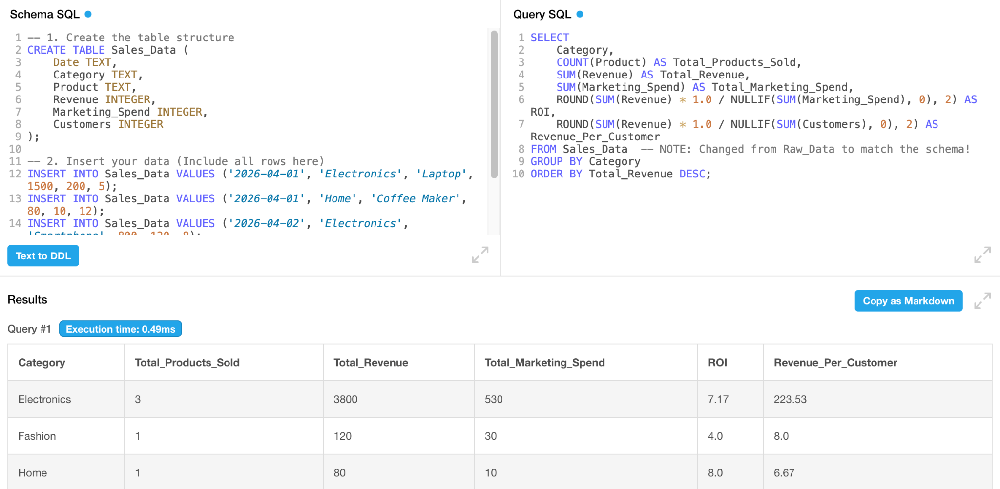 Schema SQL
1 -- 1. Create the table structure
2 CREATE TABLE Sales_Data (
3     Date TEXT,
4     Category TEXT,
5     Product TEXT,
6     Revenue INTEGER,
7     Marketing_Spend INTEGER,
8     Customers INTEGER
9 );
10
11 -- 2. Insert your data (Include all rows here)
12 INSERT INTO Sales_Data VALUES ('2026-04-01', 'Electronics', 'Laptop',
1500, 200, 5);
13 INSERT INTO Sales_Data VALUES ('2026-04-01', 'Home', 'Coffee Maker',
80, 10, 12);
14 INSERT INTO Sales_Data VALUES ('2026-04-02', 'Electronics',
'Smartphone', 800, 120, 8);
Text to DDL
Query SQL
1 SELECT
2     Category,
3     COUNT(Product) AS Total_Products_Sold,
4     SUM(Revenue) AS Total_Revenue,
5     SUM(Marketing_Spend) AS Total_Marketing_Spend,
6     ROUND(SUM(Revenue) * 1.0 / NULLIF(SUM(Marketing_Spend), 0), 2) AS
ROI,
7     ROUND(SUM(Revenue) * 1.0 / NULLIF(SUM(Customers), 0), 2) AS
Revenue_Per_Customer
8 FROM Sales_Data  -- NOTE: Changed from Raw_Data to match the schema!
9 GROUP BY Category
10 ORDER BY Total_Revenue DESC;
Results
Copy as Markdown
Query #1 Execution time: 0.49ms
Category Total_Products_Sold Total_Revenue Total_Marketing_Spend ROI Revenue_Per_Customer
Electronics 3 3800 530 7.17 223.53
Fashion 1 120 30 4.0 8.0
Home 1 80 10 8.0 6.67